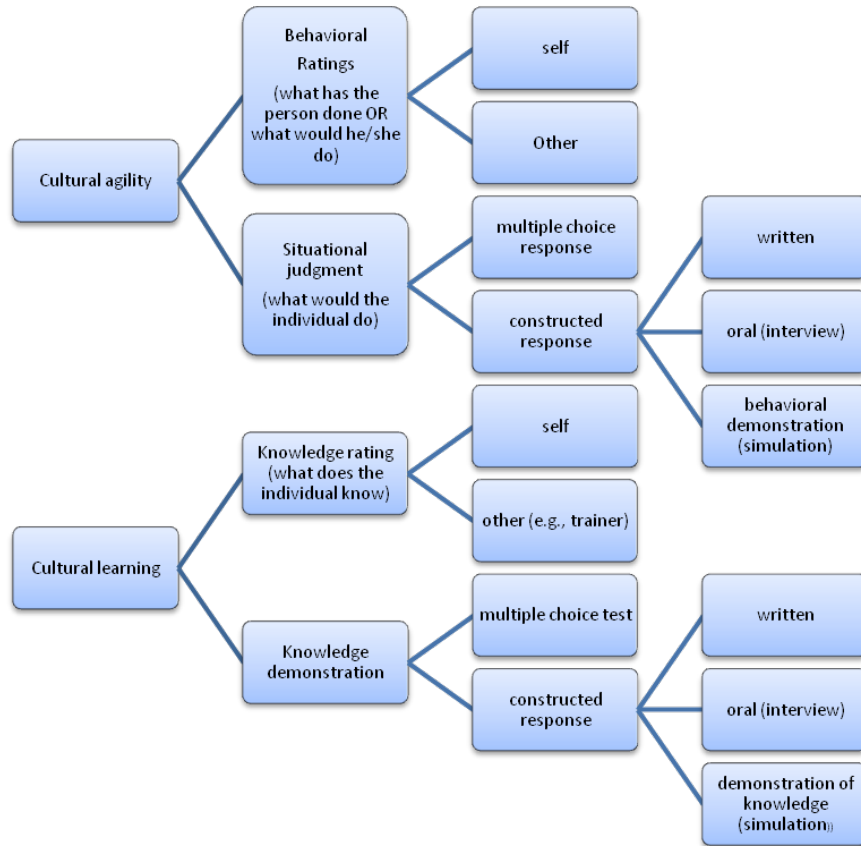 Cultural agility
Behavioral
Ratings
(what has the
person done OR
what would he/she
do)
self
Other
Situational
judgment
(what would the
individual do)
multiple choice
response
constructed
response
written
oral (interview)
behavioral
demonstration
(simulation)
Cultural learning
Knowledge rating
(what does the
individual know)
self
other (e.g., trainer)
Knowledge
demonstration
multiple choice test
constructed
response
written
oral (interview)
demonstration of
knowledge
(simulation))